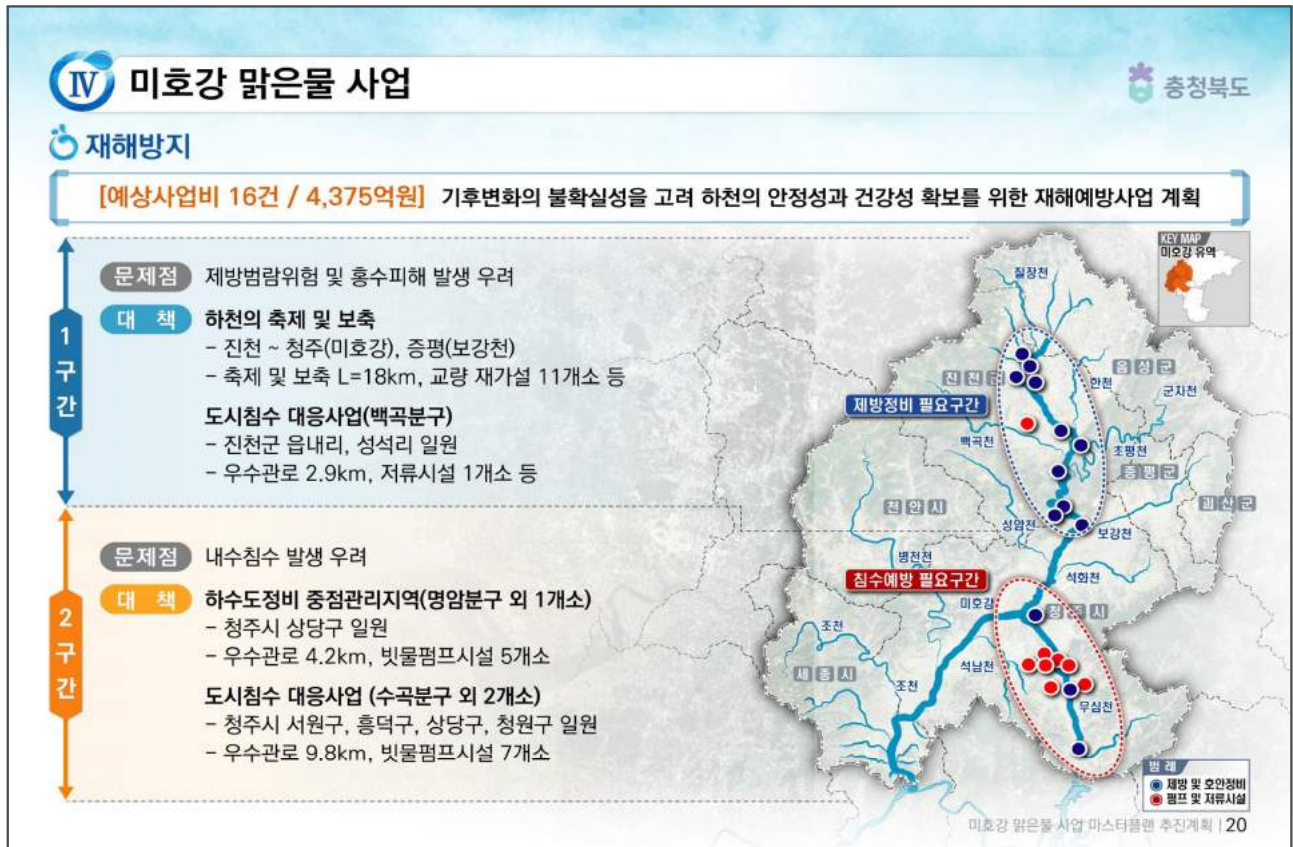 Ⅳ 미호강 맑은물 사업
충청북도
재해방지
[예상사업비 16건 / 4,375억원] 기후변화의 불확실성을 고려 하천의 안정성과 건강성 확보를 위한 재해예방사업 계획
1구간
문제점 제방범람위험 및 홍수피해 발생 우려
대 책 하천의 축제 및 보축
- 진천 ~ 청주(미호강), 증평(보강천)
- 축제 및 보축 L=18km, 교량 재가설 11개소 등
도시침수 대응사업(백곡분구)
- 진천군 읍내리, 성석리 일원
- 우수관로 2.9km, 저류시설 1개소 등
2구간
문제점 내수침수 발생 우려
대 책 하수도정비 중점관리지역(명암분구 외 1개소)
- 청주시 상당구 일원
- 우수관로 4.2km, 빗물펌프시설 5개소
도시침수 대응사업 (수곡분구 외 2개소)
- 청주시 서원구, 흥덕구, 상당구, 청원구 일원
- 우수관로 9.8km, 빗물펌프시설 7개소
KEY MAP
미호강 유역
칠장천
진천군
음성군
한천
군자천
제방정비 필요구간
백곡천
초평천
증평군
괴산군
천안시
성암천
보강천
병천천
석화천
침수예방 필요구간
미호강
청주시
조천
석남천
세종시
조천
무심천
범 례
제방 및 호안정비
펌프 및 저류시설
미호강 맑은물 사업 마스터플랜 추진계획 | 20